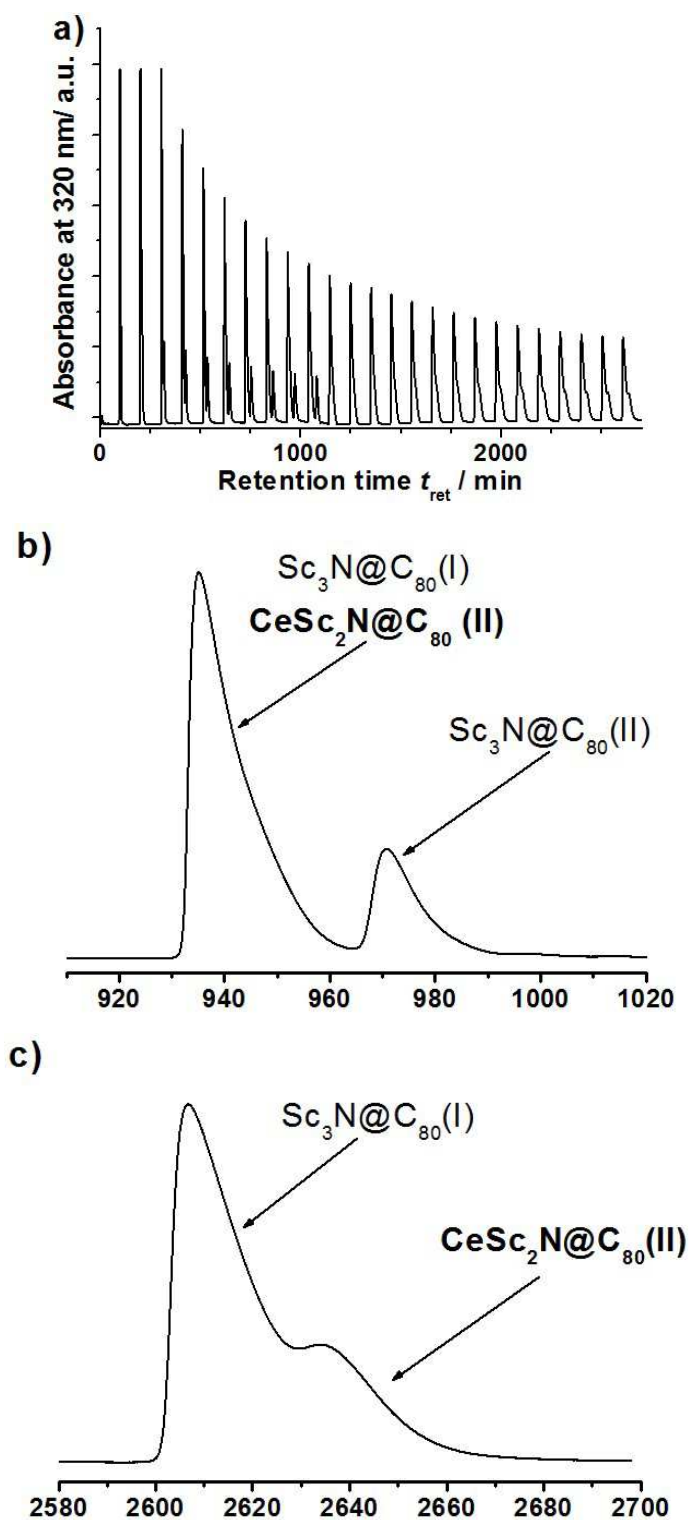 a)
Absorbance at 320 nm/ a.u.
0 1000 2000
Retention time t_ret / min
b)
Sc₃N@C₈₀(I)
CeSc₂N@C₈₀ (II)
Sc₃N@C₈₀(II)
920 940 960 980 1000 1020
c)
Sc₃N@C₈₀(I)
CeSc₂N@C₈₀(II)
2580 2600 2620 2640 2660 2680 2700